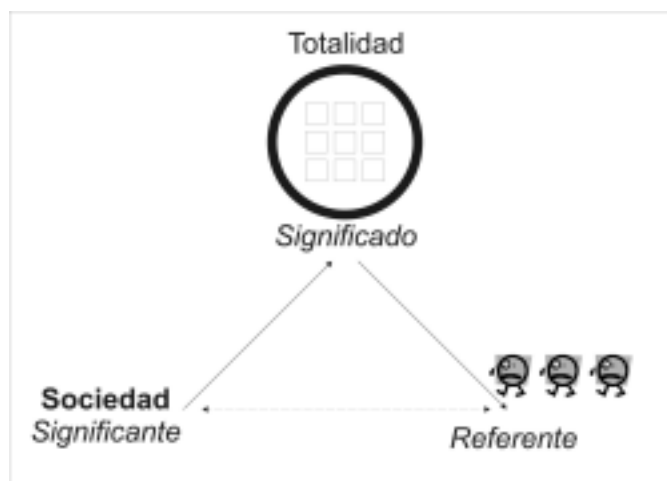 Totalidad
Significado
Sociedad
Significante
Referente